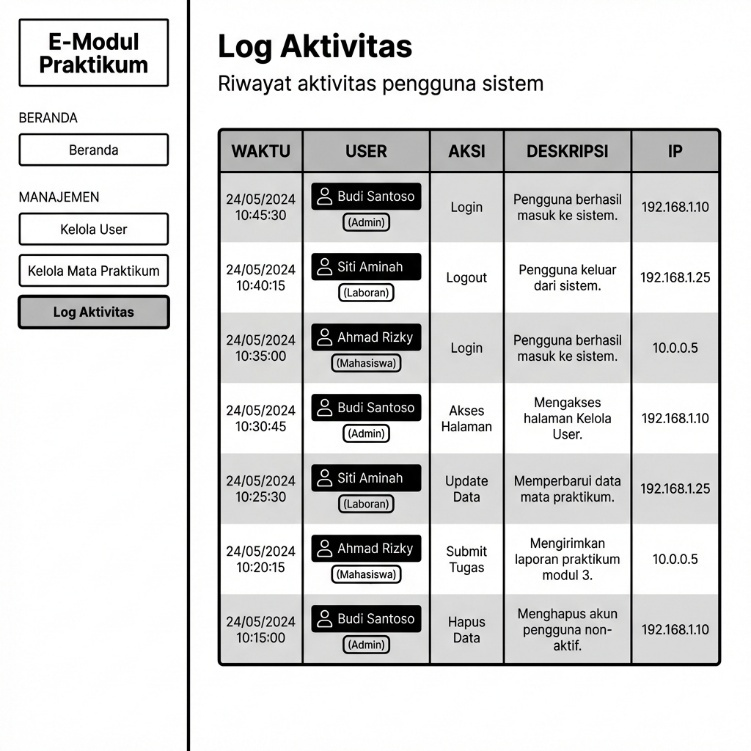 E-Modul
Praktikum
BERANDA
Beranda
MANAJEMEN
Kelola User
Kelola Mata Praktikum
Log Aktivitas
Log Aktivitas
Riwayat aktivitas pengguna sistem
WAKTU USER AKSI DESKRIPSI IP
24/05/2024
10:45:30
Budi Santoso
(Admin)
Login
Pengguna berhasil
masuk ke sistem.
192.168.1.10
24/05/2024
10:40:15
Siti Aminah
(Laboran)
Logout
Pengguna keluar
dari sistem.
192.168.1.25
24/05/2024
10:35:00
Ahmad Rizky
(Mahasiswa)
Login
Pengguna berhasil
masuk ke sistem.
10.0.0.5
24/05/2024
10:30:45
Budi Santoso
(Admin)
Akses
Halaman
Mengakses
halaman Kelola
User.
192.168.1.10
24/05/2024
10:25:30
Siti Aminah
(Laboran)
Update
Data
Memperbarui data
mata praktikum.
192.168.1.25
24/05/2024
10:20:15
Ahmad Rizky
(Mahasiswa)
Submit
Tugas
Mengirimkan
laporan praktikum
modul 3.
10.0.0.5
24/05/2024
10:15:00
Budi Santoso
(Admin)
Hapus
Data
Menghapus akun
pengguna non-
aktif.
192.168.1.10